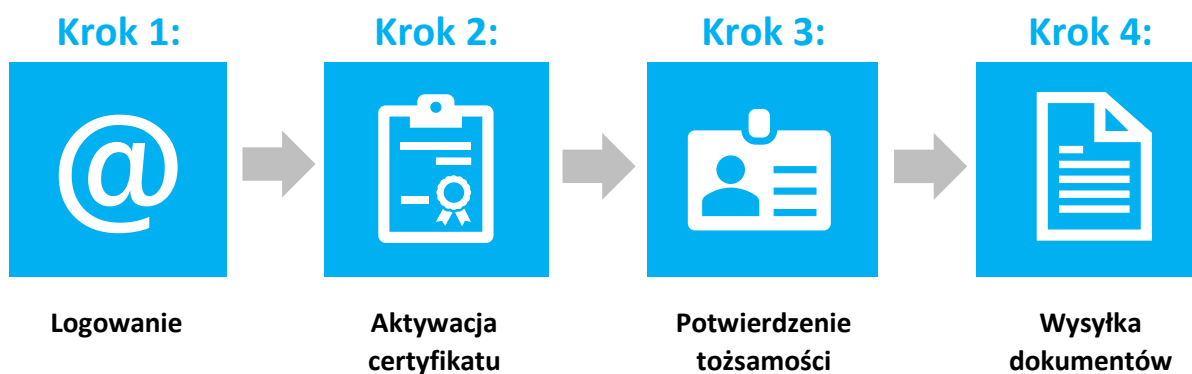 Krok 1:
Krok 2:
Krok 3:
Krok 4:
@
Logowanie
Aktywacja
certyfikatu
Potwierdzenie
tożsamości
Wysyłka
dokumentów